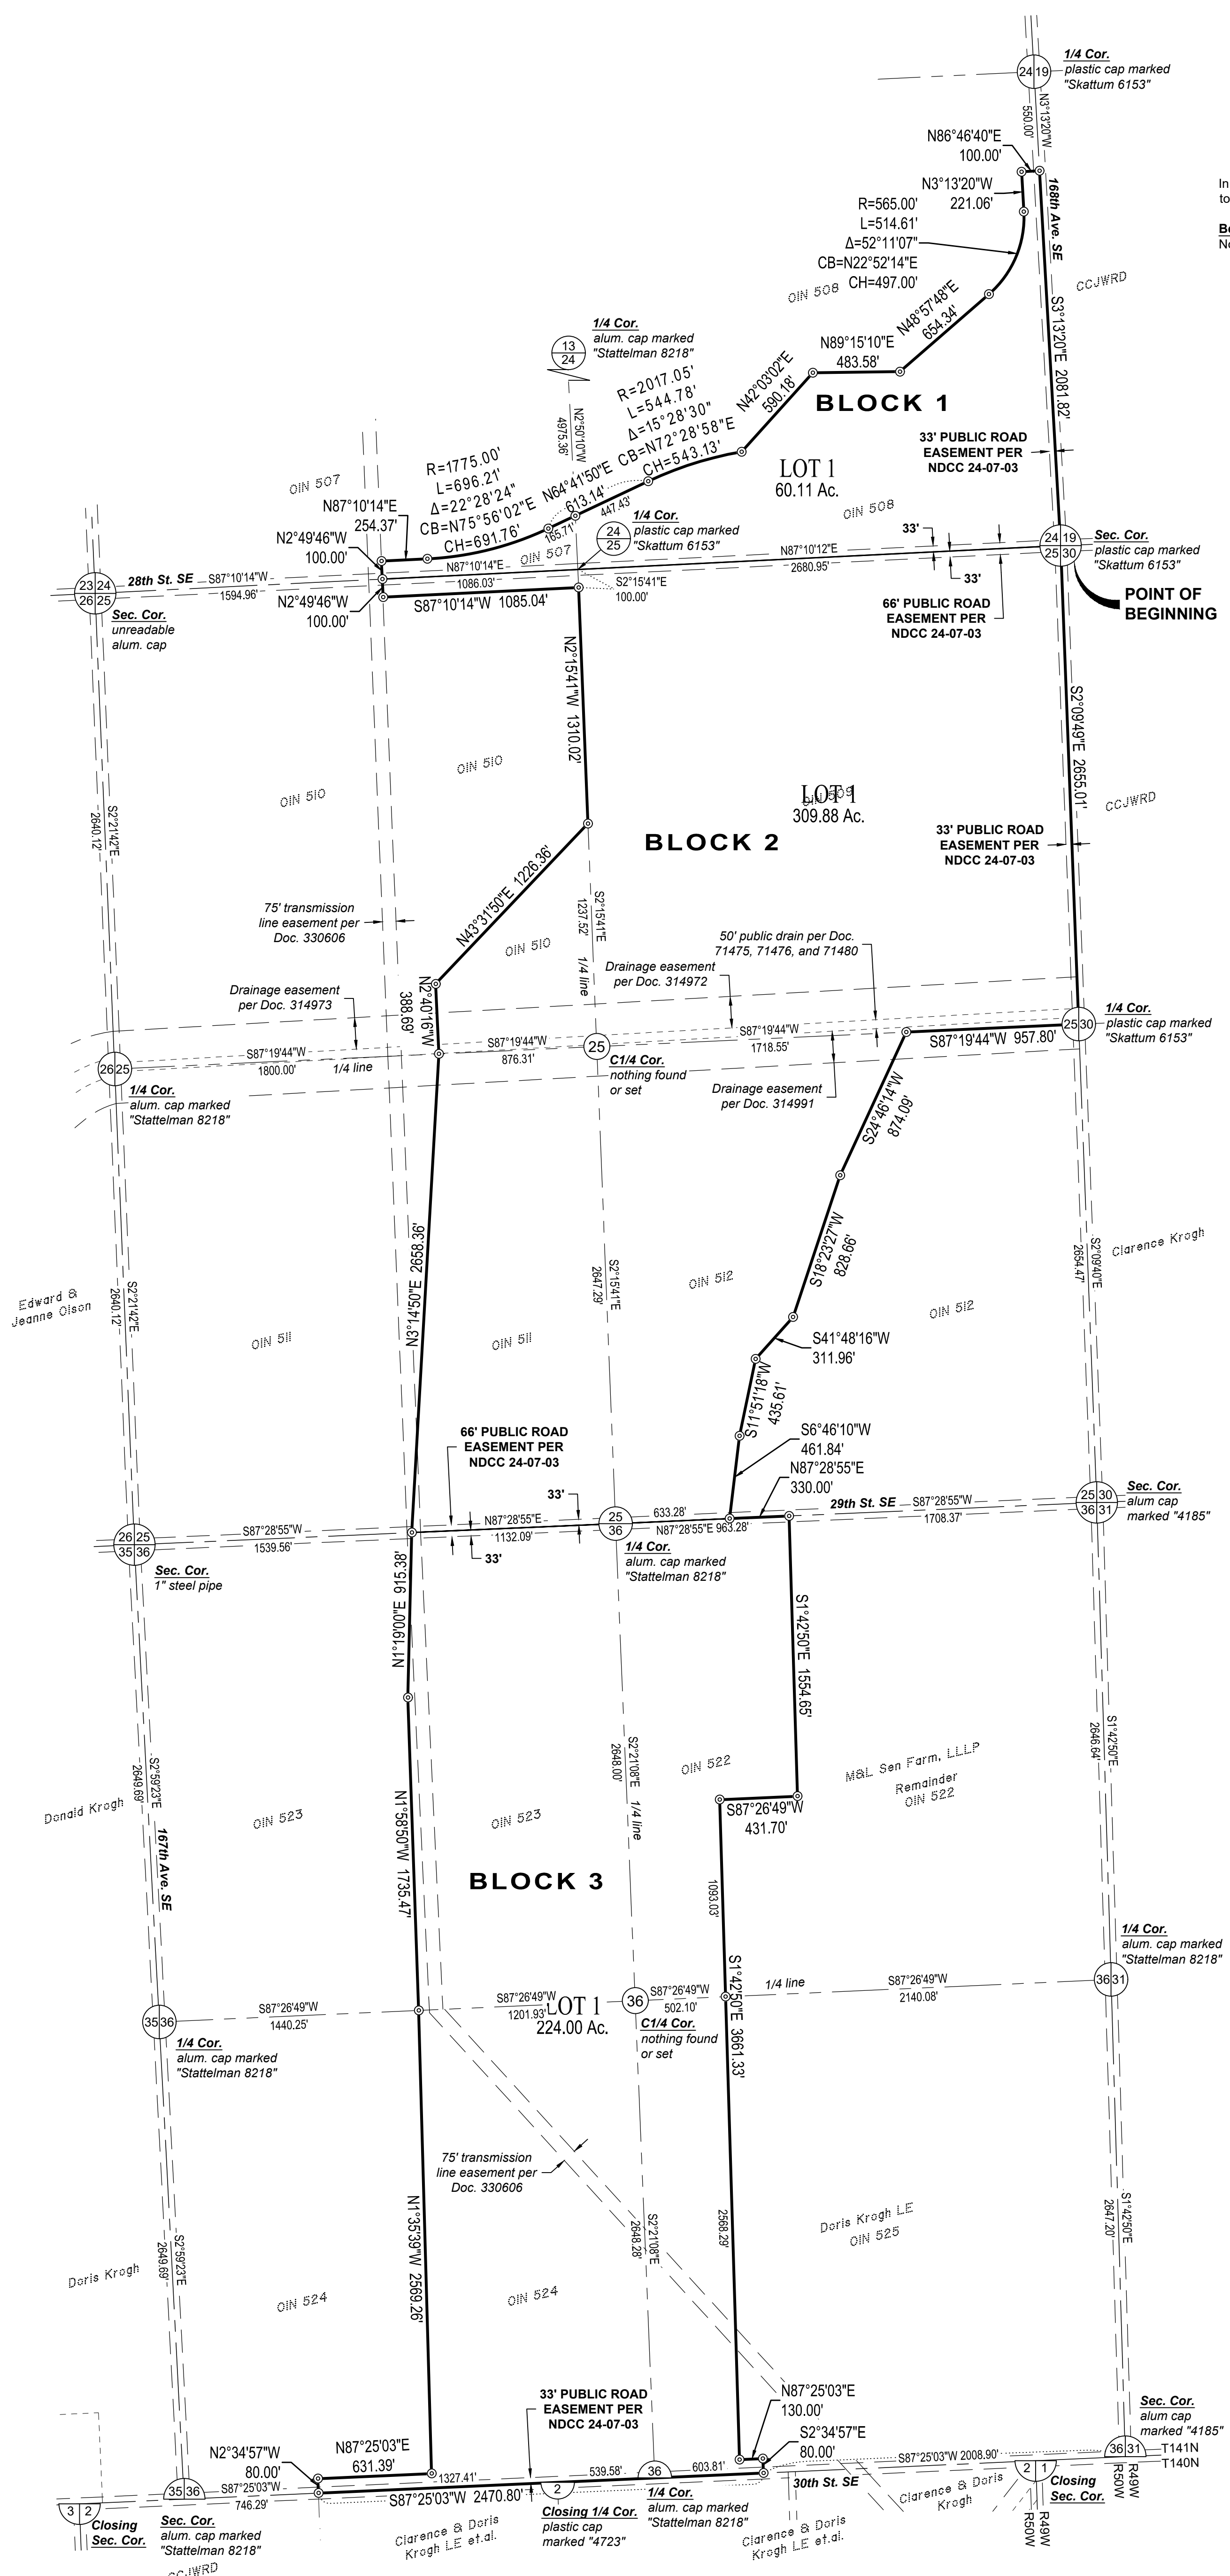 1/4 Cor.
plastic cap marked
"Skattum 6153"
24 19
N3°13'20"W
550.00'
N86°46'40"E
100.00'
N3°13'20"W
221.06'
168th Ave. SE
In
to
R=565.00'
L=514.61'
Δ=52°11'07"
CB=N22°52'14"E
CH=497.00'
OIN 508
CCJWRD
S3°13'20"E 2081.82'
N48°57'48"E
654.34'
1/4 Cor.
alum. cap marked
"Stattelman 8218"
13
24
N89°15'10"E
483.58'
N42°03'02"E
590.18'
BLOCK 1
R=2017.05'
L=544.78'
Δ=15°28'30"
CB=N72°28'58"E
CH=543.13'
N2°50'10"W
4975.36'
33' PUBLIC ROAD
EASEMENT PER
NDCC 24-07-03
LOT 1
60.11 Ac.
R=1775.00'
L=696.21'
Δ=22°28'24"
CB=N75°56'02"E
CH=691.76'
N64°41'50"E
613.14'
447.43'
165.71'
OIN 507
N87°10'14"E
254.37'
OIN 508
1/4 Cor.
plastic cap marked
"Skattum 6153"
24
25
N2°49'46"W
100.00'
OIN 507
33'
24 19
25 30
Sec. Cor.
plastic cap marked
"Skattum 6153"
N87°10'12"E
2680.95'
33'
N87°10'14"E
1086.03'
23 24
26 25
28th St. SE
S87°10'14"W
1594.96'
S2°15'41"E
100.00'
66' PUBLIC ROAD
EASEMENT PER
NDCC 24-07-03
POINT OF
BEGINNING
N2°49'46"W
100.00'
S87°10'14"W 1085.04'
Sec. Cor.
unreadable
alum. cap
N2°15'41"W 1310.02'
S2°09'49"E 2655.01'
OIN 510
OIN 510
LOT 1
OIN 509
309.88 Ac.
CCJWRD
S2°21'42"E
2640.12'
BLOCK 2
33' PUBLIC ROAD
EASEMENT PER
NDCC 24-07-03
N43°31'50"E 1226.36'
75' transmission
line easement per
Doc. 330606
S2°15'41"E
1237.52'
OIN 510
1/4 line
50' public drain per Doc.
71475, 71476, and 71480
Drainage easement
per Doc. 314972
Drainage easement
per Doc. 314973
N2°40'16"W
388.69'
25 30
1/4 Cor.
plastic cap marked
"Skattum 6153"
S87°19'44"W
1718.55'
S87°19'44"W 957.80'
25
S87°19'44"W
876.31'
C1/4 Cor.
nothing found
or set
26 25
S87°19'44"W
1800.00'
1/4 line
1/4 Cor.
alum. cap marked
"Stattelman 8218"
Drainage easement
per Doc. 314991
S24°46'14"W
874.09'
N3°14'50"E 2658.36'
S2°15'41"E
2647.29'
S18°23'27"W
828.66'
S2°09'40"E
2654.47'
Clarence Krogh
OIN 512
OIN 512
Edward &
Jeanne Olson
S2°21'42"E
2640.12'
OIN 511
OIN 511
S41°48'16"W
311.96'
S11°51'18"W
435.61'
66' PUBLIC ROAD
EASEMENT PER
NDCC 24-07-03
S6°46'10"W
461.84'
N87°28'55"E
330.00'
33'
633.28'
29th St. SE
S87°28'55"W
1708.37'
25 30
36 31
Sec. Cor.
alum cap
marked "4185"
N87°28'55"E
1132.09'
25
36
N87°28'55"E 963.28'
33'
1/4 Cor.
alum. cap marked
"Stattelman 8218"
26 25
35 36
S87°28'55"W
1539.56'
Sec. Cor.
1" steel pipe
N1°19'00"E 915.38'
S1°42'50"E 1554.65'
S2°21'08"E
2648.00'
1/4 line
S1°42'50"E
2646.64'
OIN 522
M&L Sen Farm, LLLP
Remainder
OIN 522
S2°59'23"E
2649.69'
Donald Krogh
OIN 523
OIN 523
167th Ave. SE
N1°58'50"W 1735.47'
S87°26'49"W
431.70'
BLOCK 3
1093.03'
S1°42'50"E 3661.33'
1/4 Cor.
alum. cap marked
"Stattelman 8218"
36 31
1/4 line
S87°26'49"W
2140.08'
S87°26'49"W
502.10'
36
S87°26'49"W
1201.93'
LOT 1
224.00 Ac.
C1/4 Cor.
nothing found
or set
S87°26'49"W
1440.25'
35 36
1/4 Cor.
alum. cap marked
"Stattelman 8218"
75' transmission
line easement per
Doc. 330606
N1°35'39"W 2569.26'
S2°21'08"E
2648.28'
2568.29'
Doris Krogh LE
OIN 525
S1°42'50"E
2647.20'
S2°59'23"E
2649.69'
Doris Krogh
OIN 524
OIN 524
33' PUBLIC ROAD
EASEMENT PER
NDCC 24-07-03
N87°25'03"E
130.00'
S2°34'57"E
80.00'
Sec. Cor.
alum cap
marked "4185"
N2°34'57"W
80.00'
N87°25'03"E
631.39'
36 31
T141N
T140N
S87°25'03"W 2008.90'
R50W
R49W
1327.41'
539.58'
36
603.81'
30th St. SE
2
2 1
Closing
Sec. Cor.
35 36
S87°25'03"W
746.29'
S87°25'03"W 2470.80'
3 2
Closing
Sec. Cor.
Sec. Cor.
alum. cap marked
"Stattelman 8218"
Closing 1/4 Cor.
plastic cap
marked "4723"
1/4 Cor.
alum. cap marked
"Stattelman 8218"
Clarence & Doris
Krogh
R50W
R49W
Clarence & Doris
Krogh LE et.al.
Clarence & Doris
Krogh LE et.al.
CCJWRD